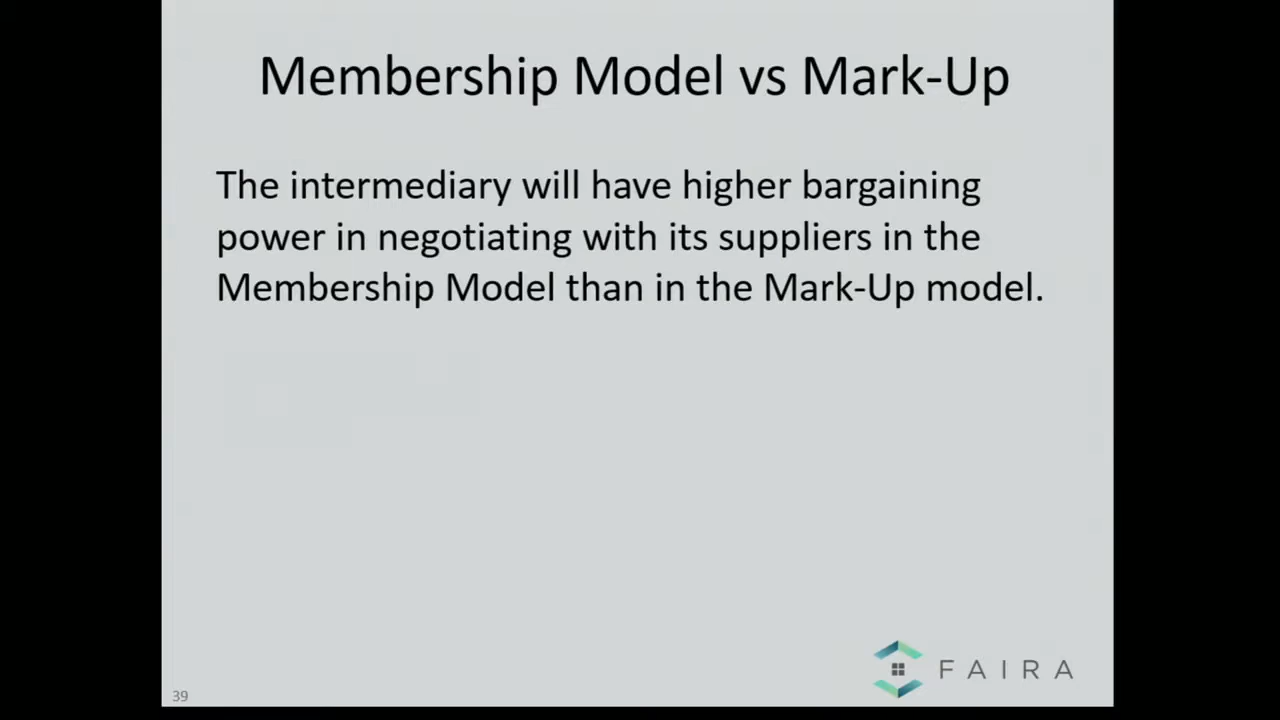 Membership Model vs Mark-Up
The intermediary will have higher bargaining
power in negotiating with its suppliers in the
Membership Model than in the Mark-Up model.
FAIRA
39